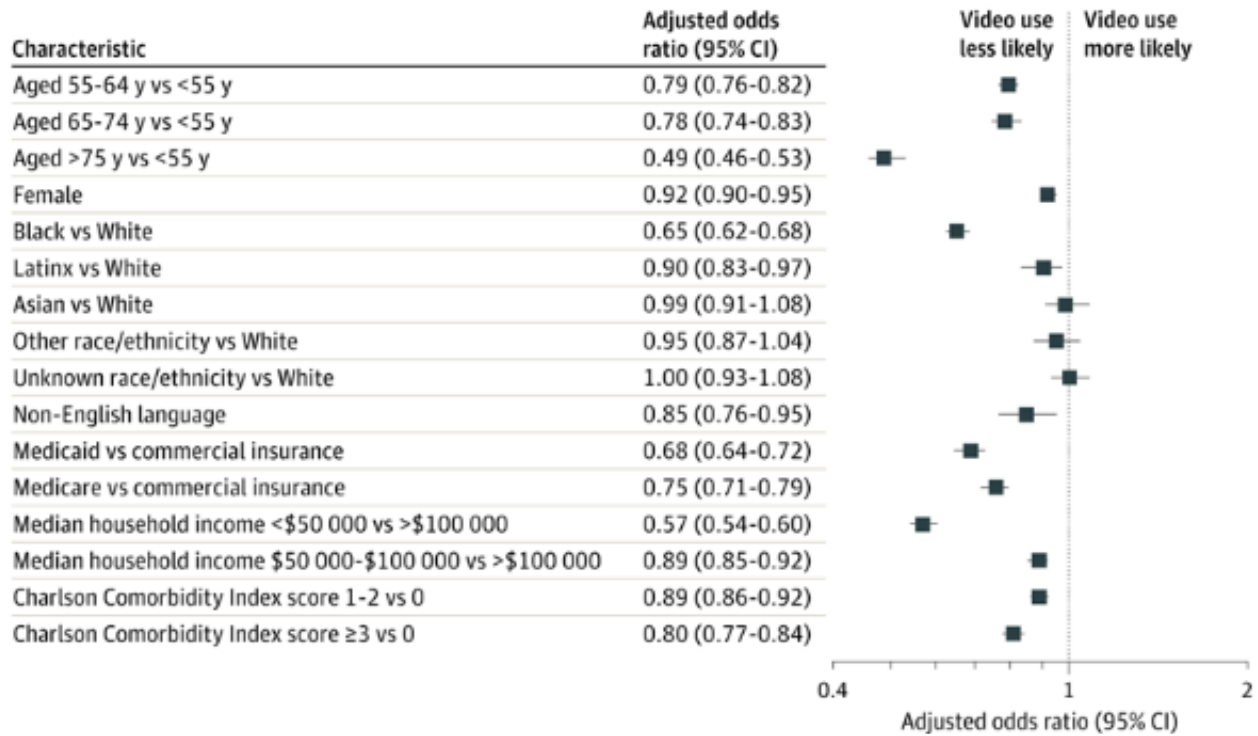 Characteristic
Adjusted odds
ratio (95% CI)
Video use
less likely
Video use
more likely
Aged 55-64 y vs <55 y 0.79 (0.76-0.82)
Aged 65-74 y vs <55 y 0.78 (0.74-0.83)
Aged >75 y vs <55 y 0.49 (0.46-0.53)
Female 0.92 (0.90-0.95)
Black vs White 0.65 (0.62-0.68)
Latinx vs White 0.90 (0.83-0.97)
Asian vs White 0.99 (0.91-1.08)
Other race/ethnicity vs White 0.95 (0.87-1.04)
Unknown race/ethnicity vs White 1.00 (0.93-1.08)
Non-English language 0.85 (0.76-0.95)
Medicaid vs commercial insurance 0.68 (0.64-0.72)
Medicare vs commercial insurance 0.75 (0.71-0.79)
Median household income <$50 000 vs >$100 000 0.57 (0.54-0.60)
Median household income $50 000-$100 000 vs >$100 000 0.89 (0.85-0.92)
Charlson Comorbidity Index score 1-2 vs 0 0.89 (0.86-0.92)
Charlson Comorbidity Index score ≥3 vs 0 0.80 (0.77-0.84)
0.4 1 2
Adjusted odds ratio (95% CI)